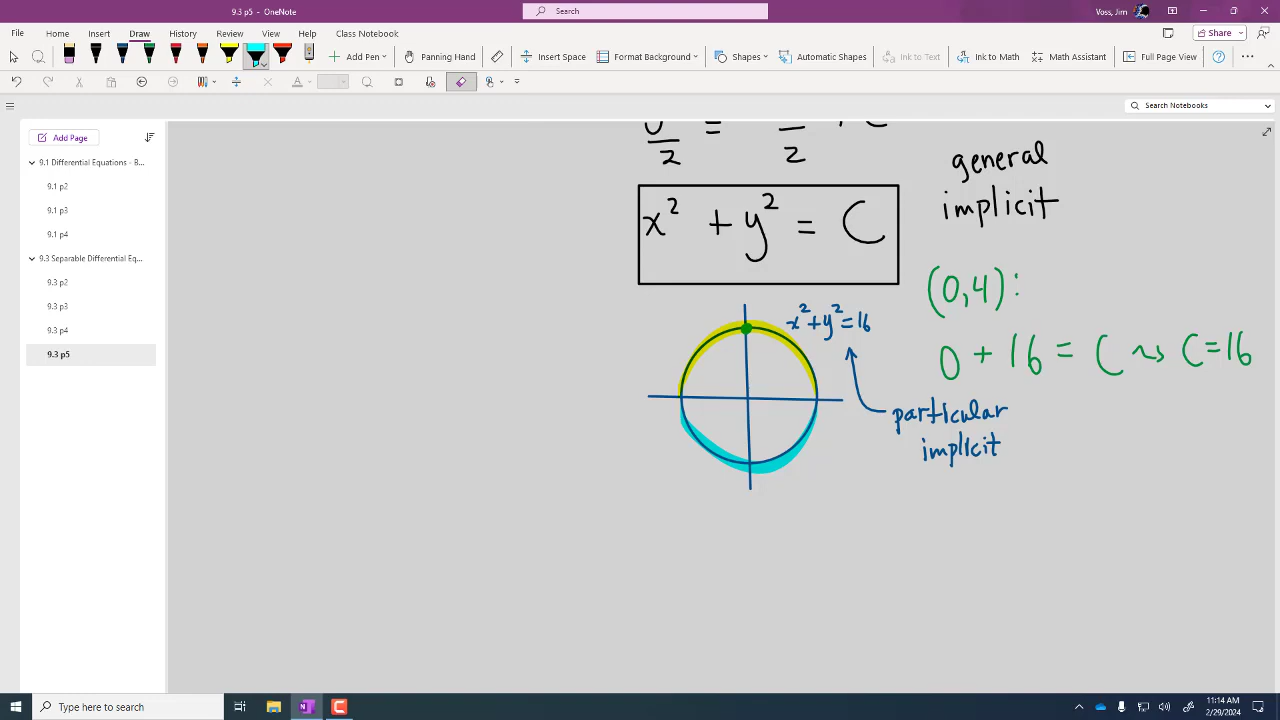 9.3 p5 - OneNote
Search
Voss, Jim
File Home Insert Draw History Review View Help Class Notebook
Share
Add Pen
Panning Hand
Insert Space
Format Background
Shapes
Automatic Shapes
Ink to Text
Ink to Math
Math Assistant
Full Page View
Search Notebooks
Add Page
9.1 Differential Equations - B...
9.1 p2
9.1 p3
9.1 p4
9.3 Separable Differential Eq...
9.3 p2
9.3 p3
9.3 p4
9.3 p5
2 = 2 + C
x² + y² = C
general
implicit
(0,4):
0 + 16 = C ⇝ C=16
x²+y²=16
particular
implicit
Type here to search
11:14 AM
2/29/2024